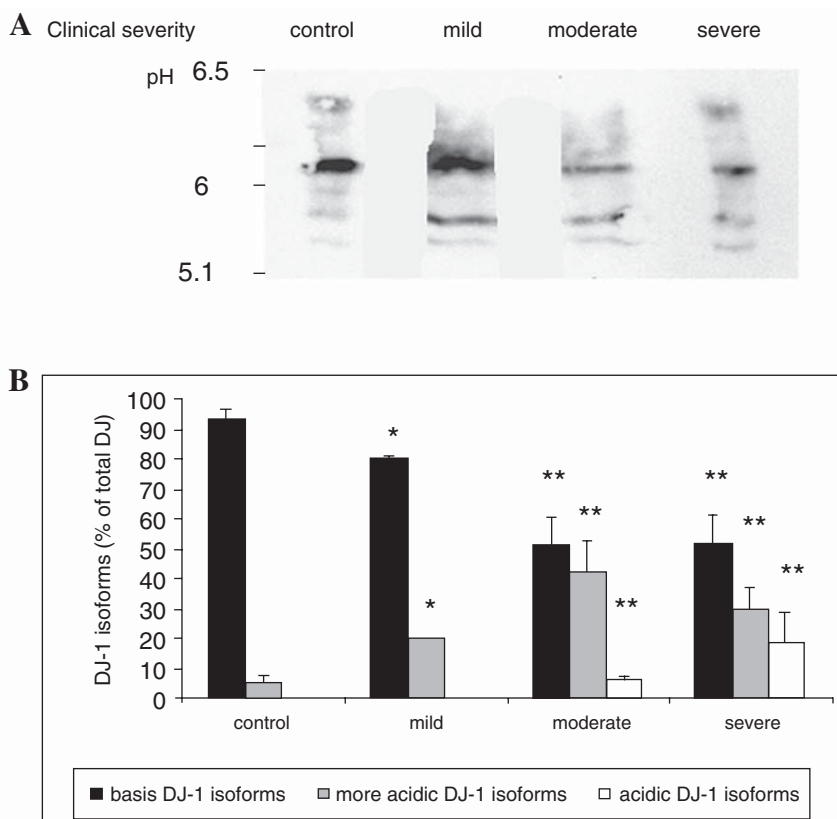 A Clinical severity control mild moderate severe
pH 6.5
6
5.1
B
DJ-1 isoforms (% of total DJ)
100
90
80
70
60
50
40
30
20
10
0
* ** ** ** ** * ** **
control mild moderate severe
basis DJ-1 isoforms more acidic DJ-1 isoforms acidic DJ-1 isoforms